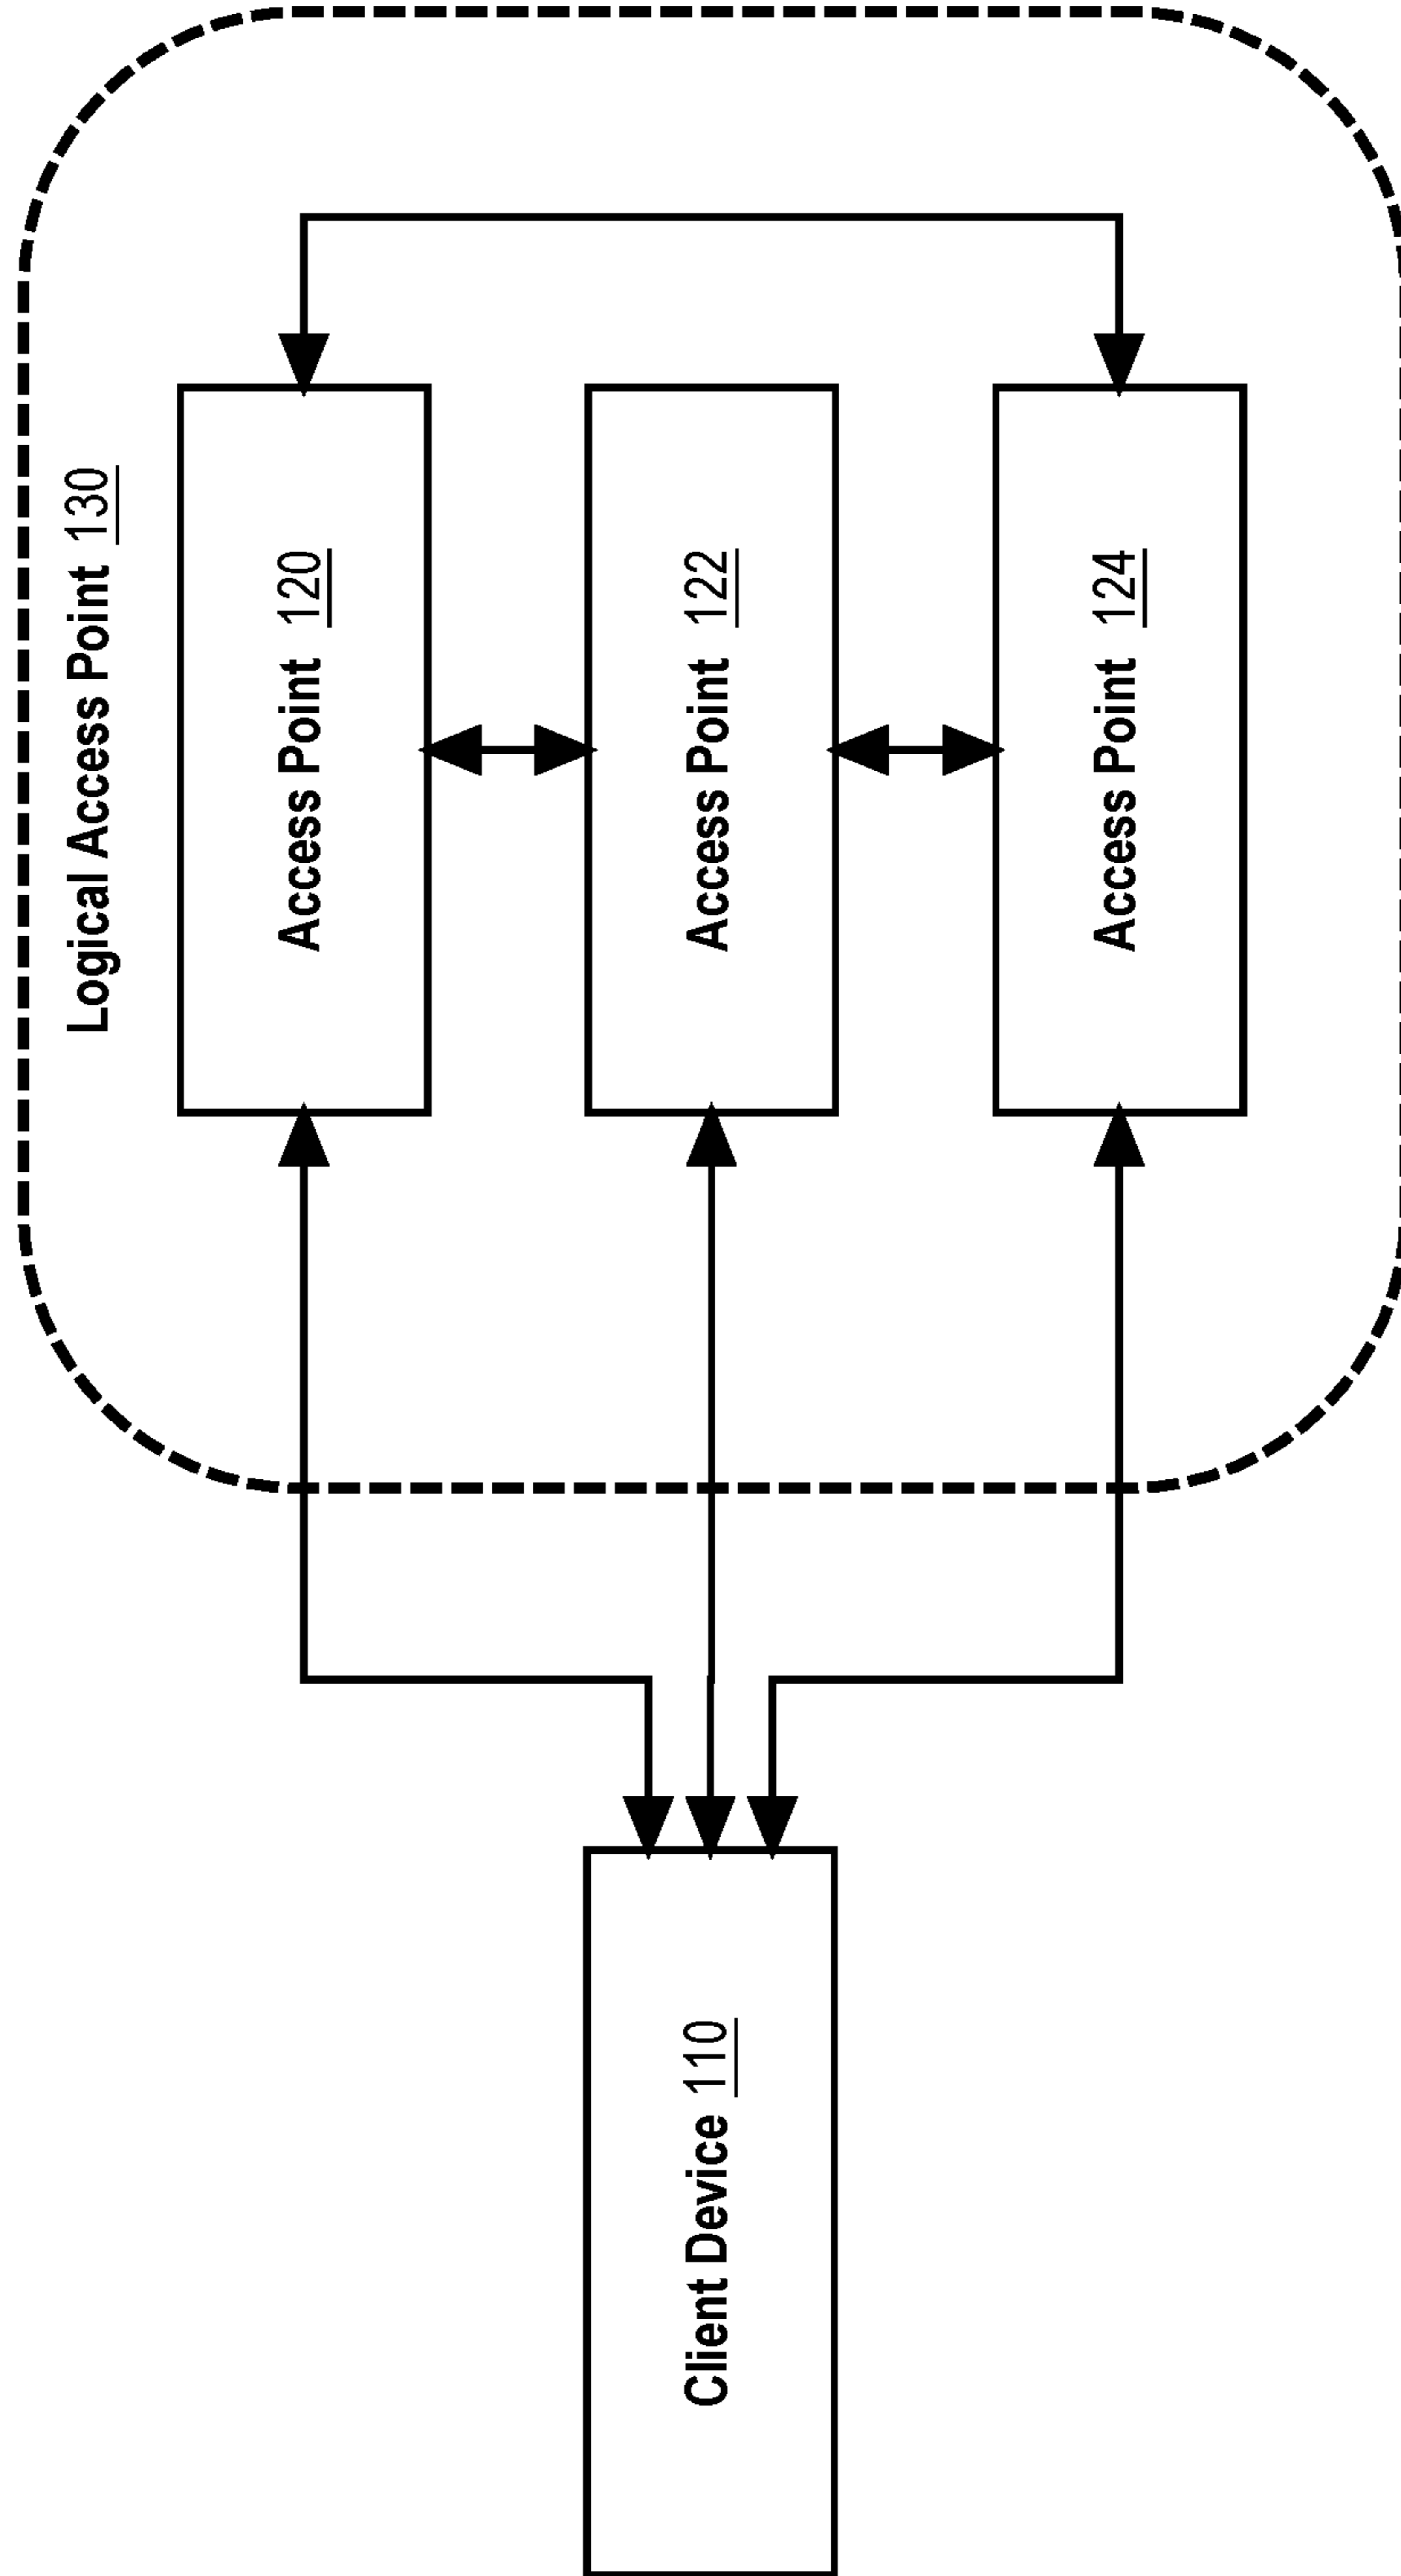 Logical Access Point 130
Access Point 120
Access Point 122
Access Point 124
Client Device 110